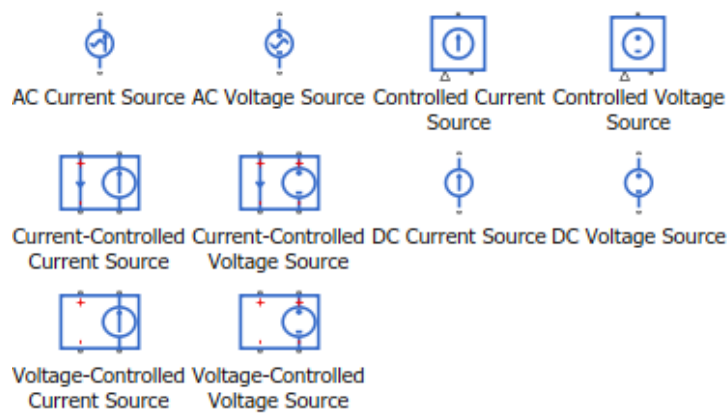 AC Current Source AC Voltage Source Controlled Current Controlled Voltage
Source Source
Current-Controlled Current-Controlled DC Current Source DC Voltage Source
Current Source Voltage Source
Voltage-Controlled Voltage-Controlled
Current Source Voltage Source